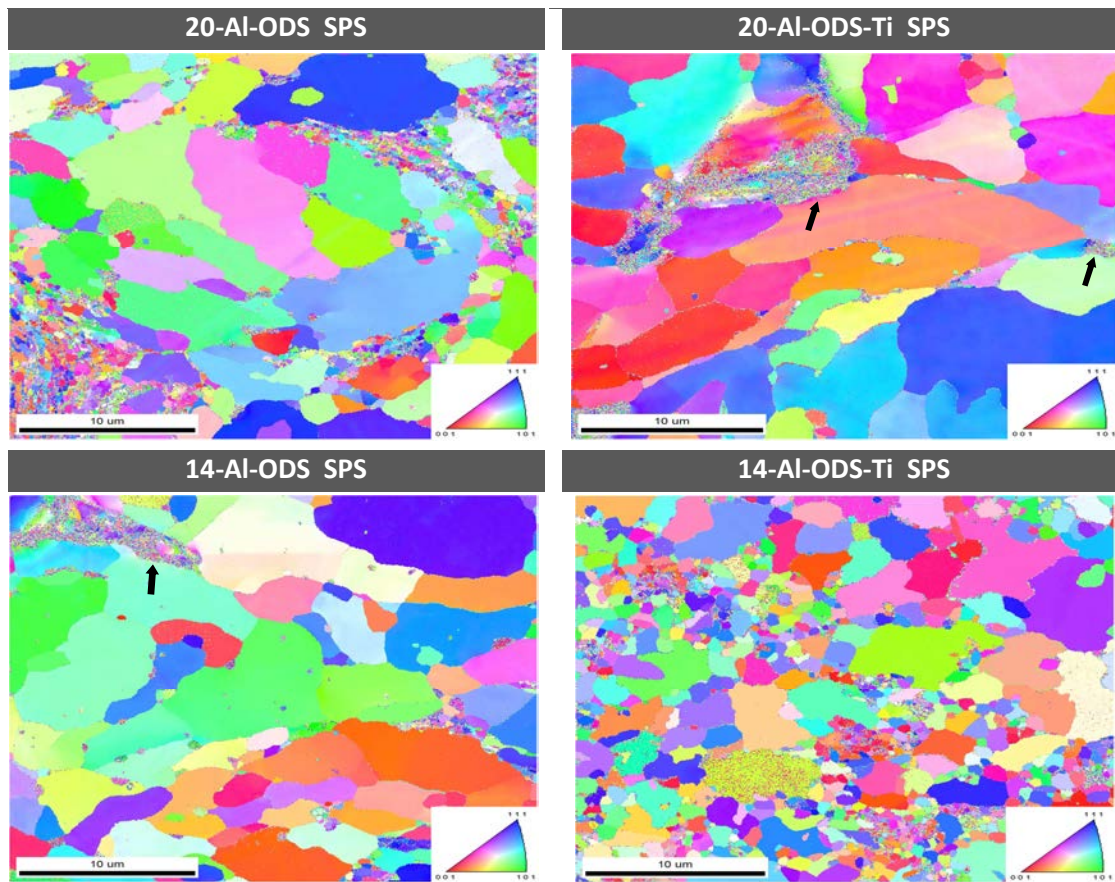 20-Al-ODS SPS
20-Al-ODS-Ti SPS
10 um
111
001
101
10 um
111
001
101
14-Al-ODS SPS
14-Al-ODS-Ti SPS
10 um
111
001
101
10 um
111
001
101